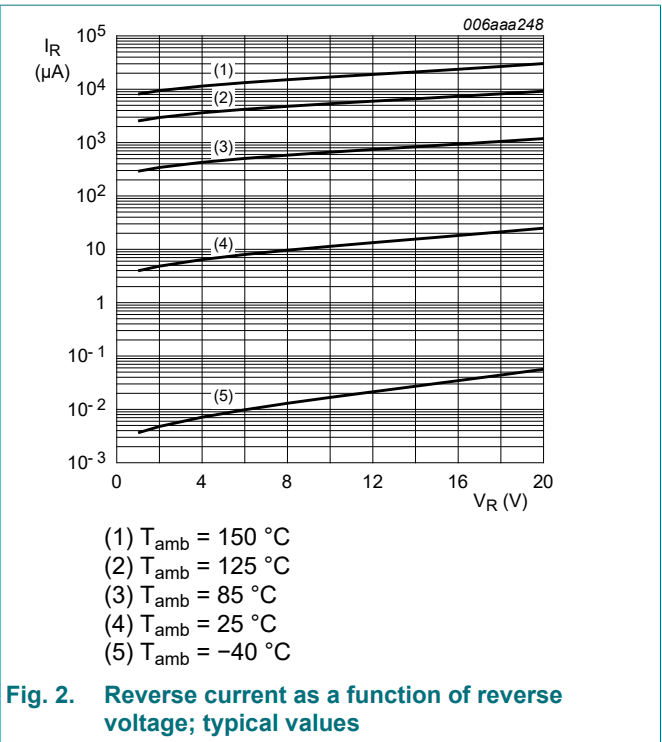 006aaa248
I_R
(µA)
10^5
10^4
10^3
10^2
10
1
10^-1
10^-2
10^-3
(1)
(2)
(3)
(4)
(5)
0 4 8 12 16 20
V_R (V)
(1) T_amb = 150 °C
(2) T_amb = 125 °C
(3) T_amb = 85 °C
(4) T_amb = 25 °C
(5) T_amb = −40 °C
Fig. 2. Reverse current as a function of reverse
voltage; typical values